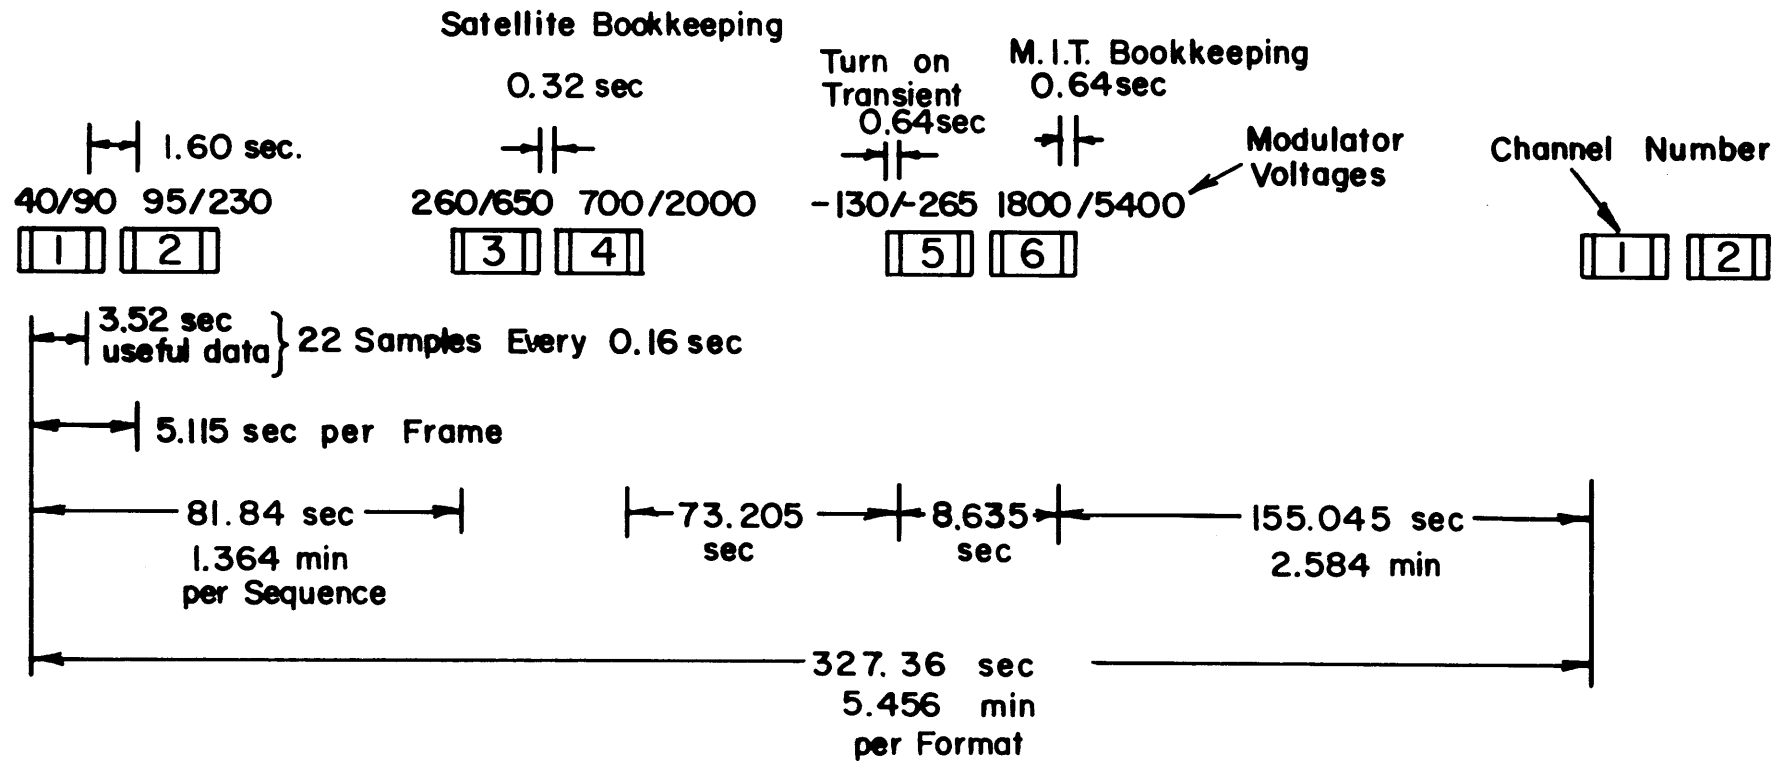 Satellite Bookkeeping
0.32 sec
Turn on
Transient
0.64sec
M.I.T. Bookkeeping
0.64sec
1.60 sec.
Modulator
Voltages
Channel Number
40/90 95/230 260/650 700/2000 -130/-265 1800/5400
1 2 3 4 5 6 1 2
3.52 sec
useful data
22 Samples Every 0.16 sec
5.115 sec per Frame
81.84 sec
1.364 min
per Sequence
73.205
sec
8.635
sec
155.045 sec
2.584 min
327.36 sec
5.456 min
per Format